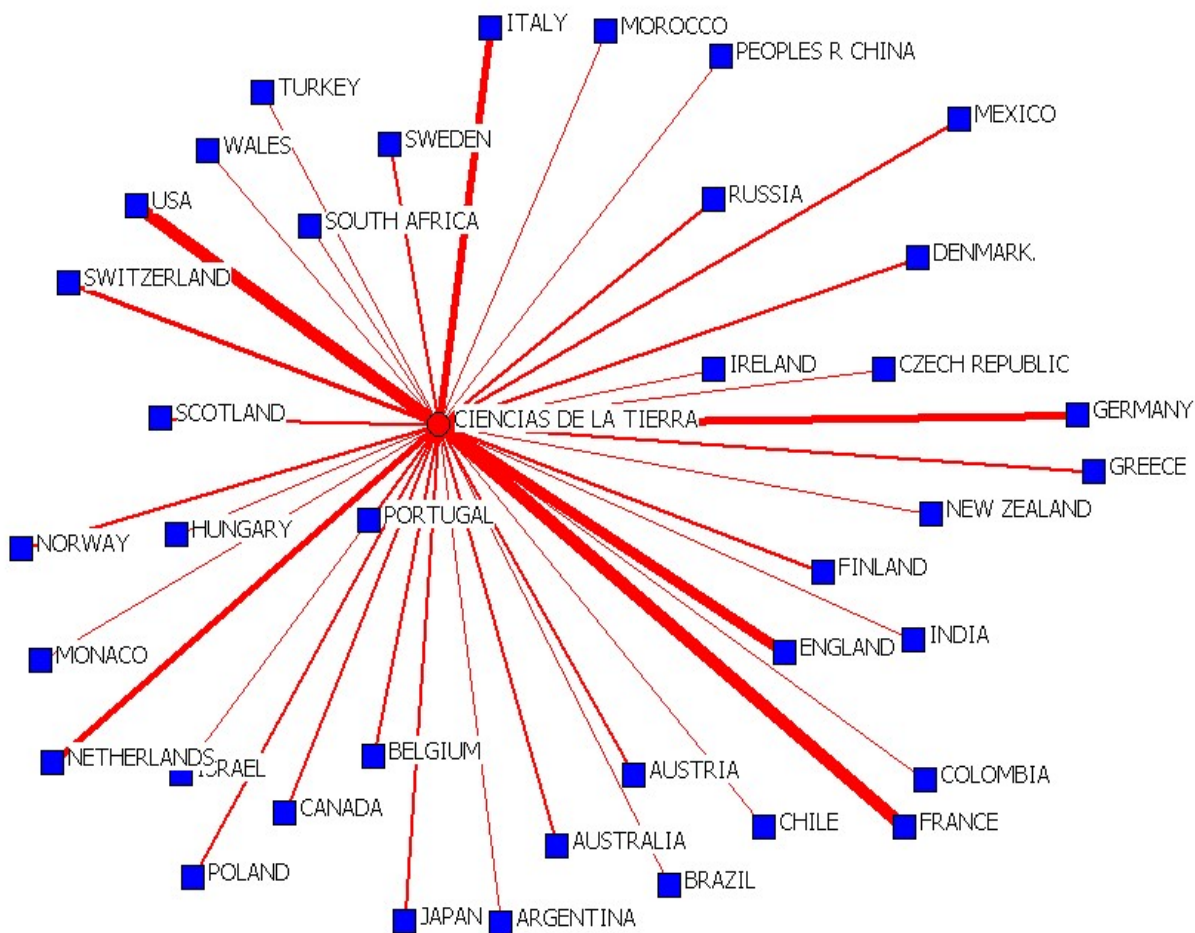 ITALY
MOROCCO
PEOPLES R CHINA
TURKEY
MEXICO
SWEDEN
WALES
RUSSIA
USA
SOUTH AFRICA
DENMARK.
SWITZERLAND
IRELAND
CZECH REPUBLIC
SCOTLAND
CIENCIAS DE LA TIERRA
GERMANY
GREECE
PORTUGAL
NEW ZEALAND
HUNGARY
NORWAY
FINLAND
INDIA
ENGLAND
MONACO
NETHERLANDS
ISRAEL
BELGIUM
AUSTRIA
COLOMBIA
CANADA
CHILE
FRANCE
AUSTRALIA
POLAND
BRAZIL
JAPAN
ARGENTINA